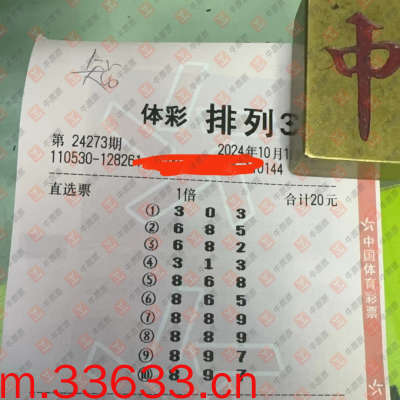 体彩 排列3
中
第 24273期
2024年10月1
110530-128261
0144
直选票 1倍 合计20元
① 3 0 3
② 6 8 5
③ 6 8 2
④ 3 1 3
⑤ 8 6 8
⑥ 8 6 5
⑦ 8 8 9
⑧ 8 8 9
⑨ 8 9 7
⑩ 8 9 7
中国体育彩票
m.33633.cn